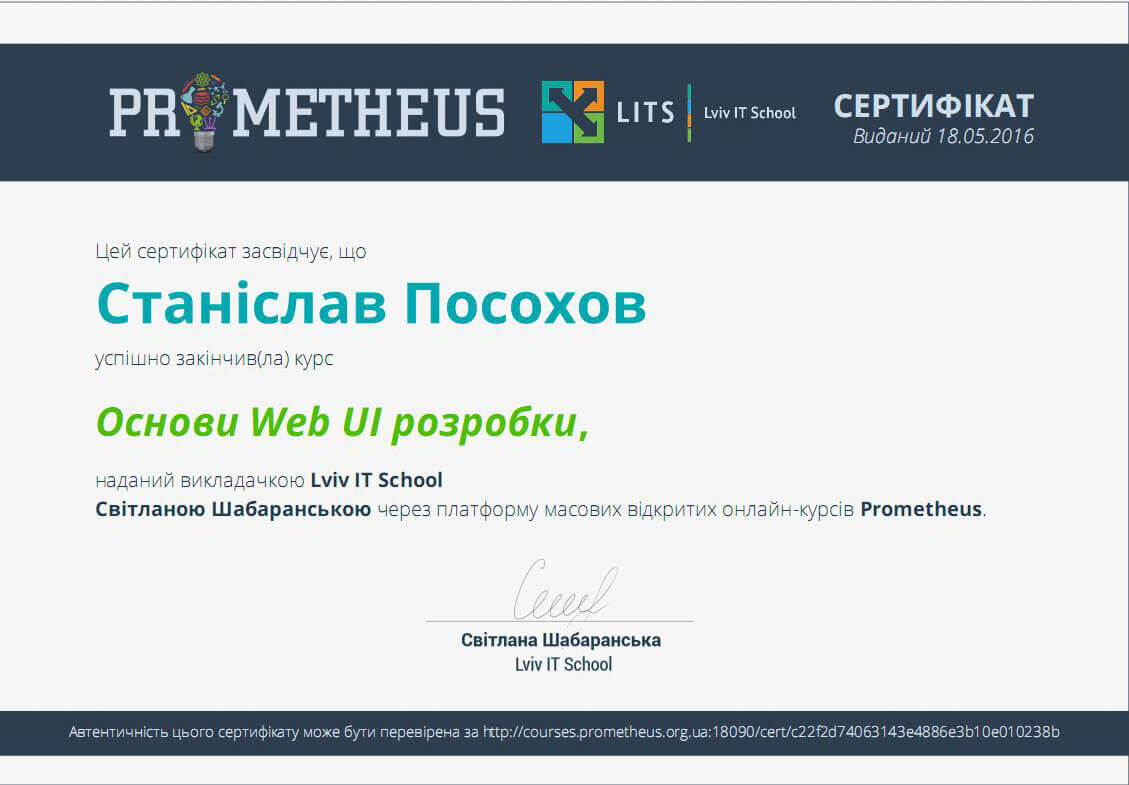 PROMETHEUS
LITS
Lviv IT School
СЕРТИФІКАТ
Виданий 18.05.2016
Цей сертифікат засвідчує, що
Станіслав Посохов
успішно закінчив(ла) курс
Основи Web UI розробки,
наданий викладачкою Lviv IT School
Світланою Шабаранською через платформу масових відкритих онлайн-курсів Prometheus.
Світлана Шабаранська
Lviv IT School
Автентичність цього сертифікату може бути перевірена за http://courses.prometheus.org.ua:18090/cert/c22f2d74063143e4886e3b10e010238b